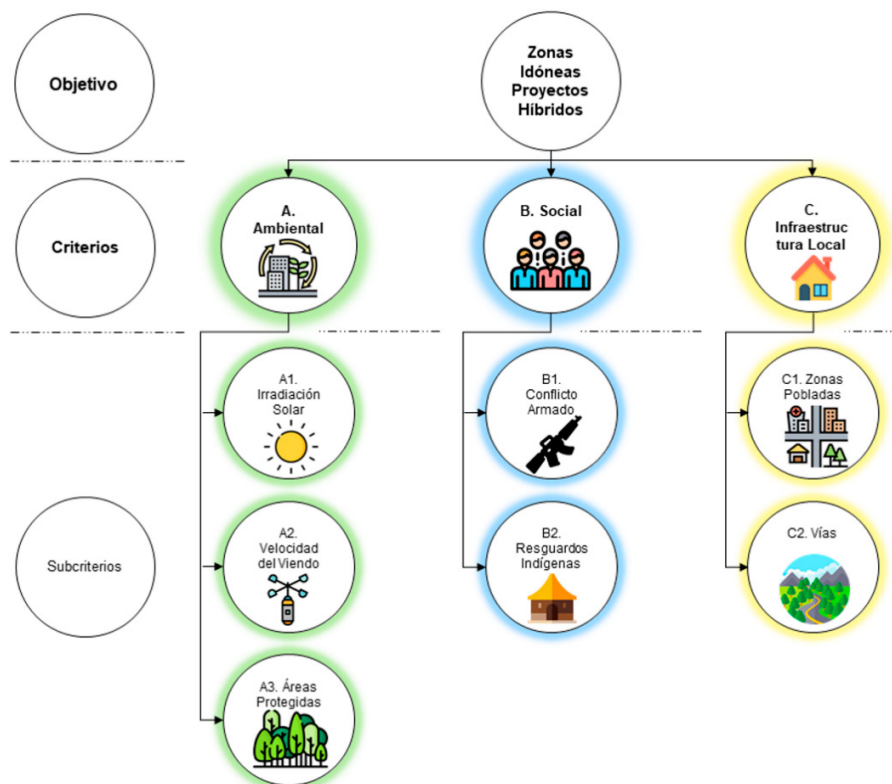 Objetivo
Zonas
Idóneas
Proyectos
Híbridos
Criterios
A.
Ambiental
B. Social
C.
Infraestruc
tura Local
Subcriterios
A1.
Irradiación
Solar
B1.
Conflicto
Armado
C1. Zonas
Pobladas
A2.
Velocidad
del Viendo
B2.
Resguardos
Indígenas
C2. Vías
A3. Áreas
Protegidas